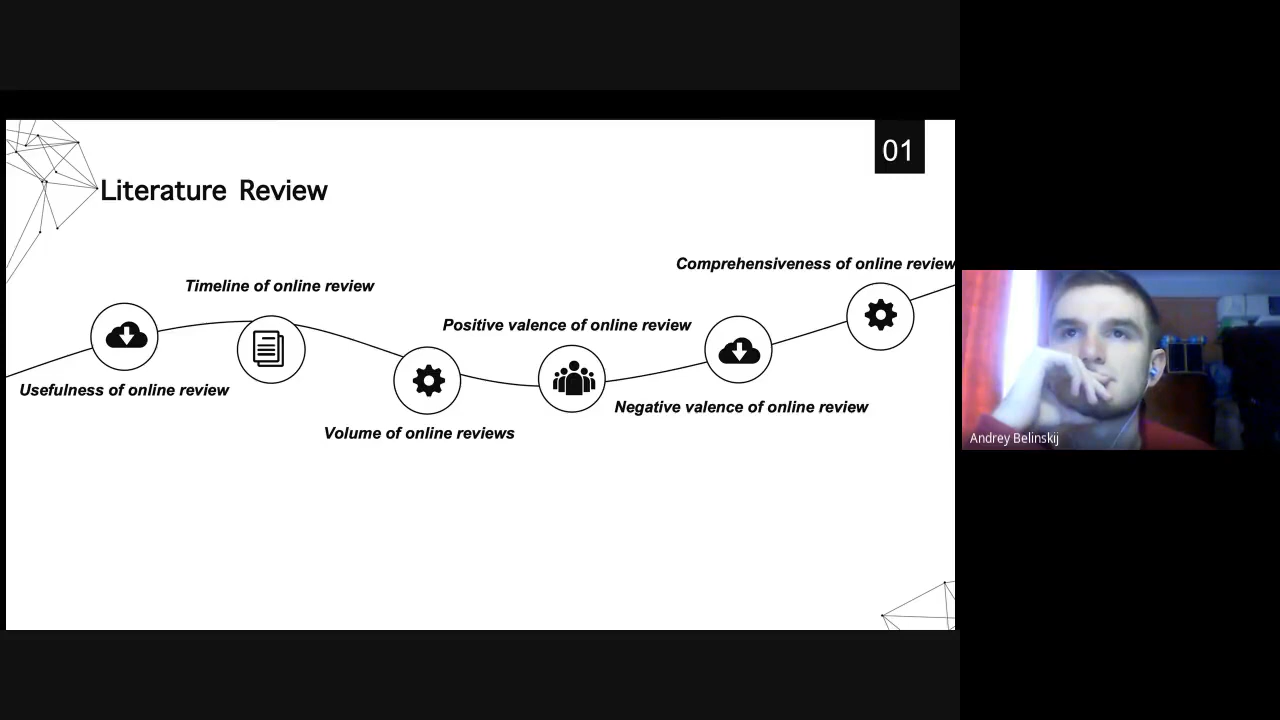 01
Literature Review
Comprehensiveness of online review
Timeline of online review
Positive valence of online review
Usefulness of online review
Negative valence of online review
Volume of online reviews
Andrey Belinskij